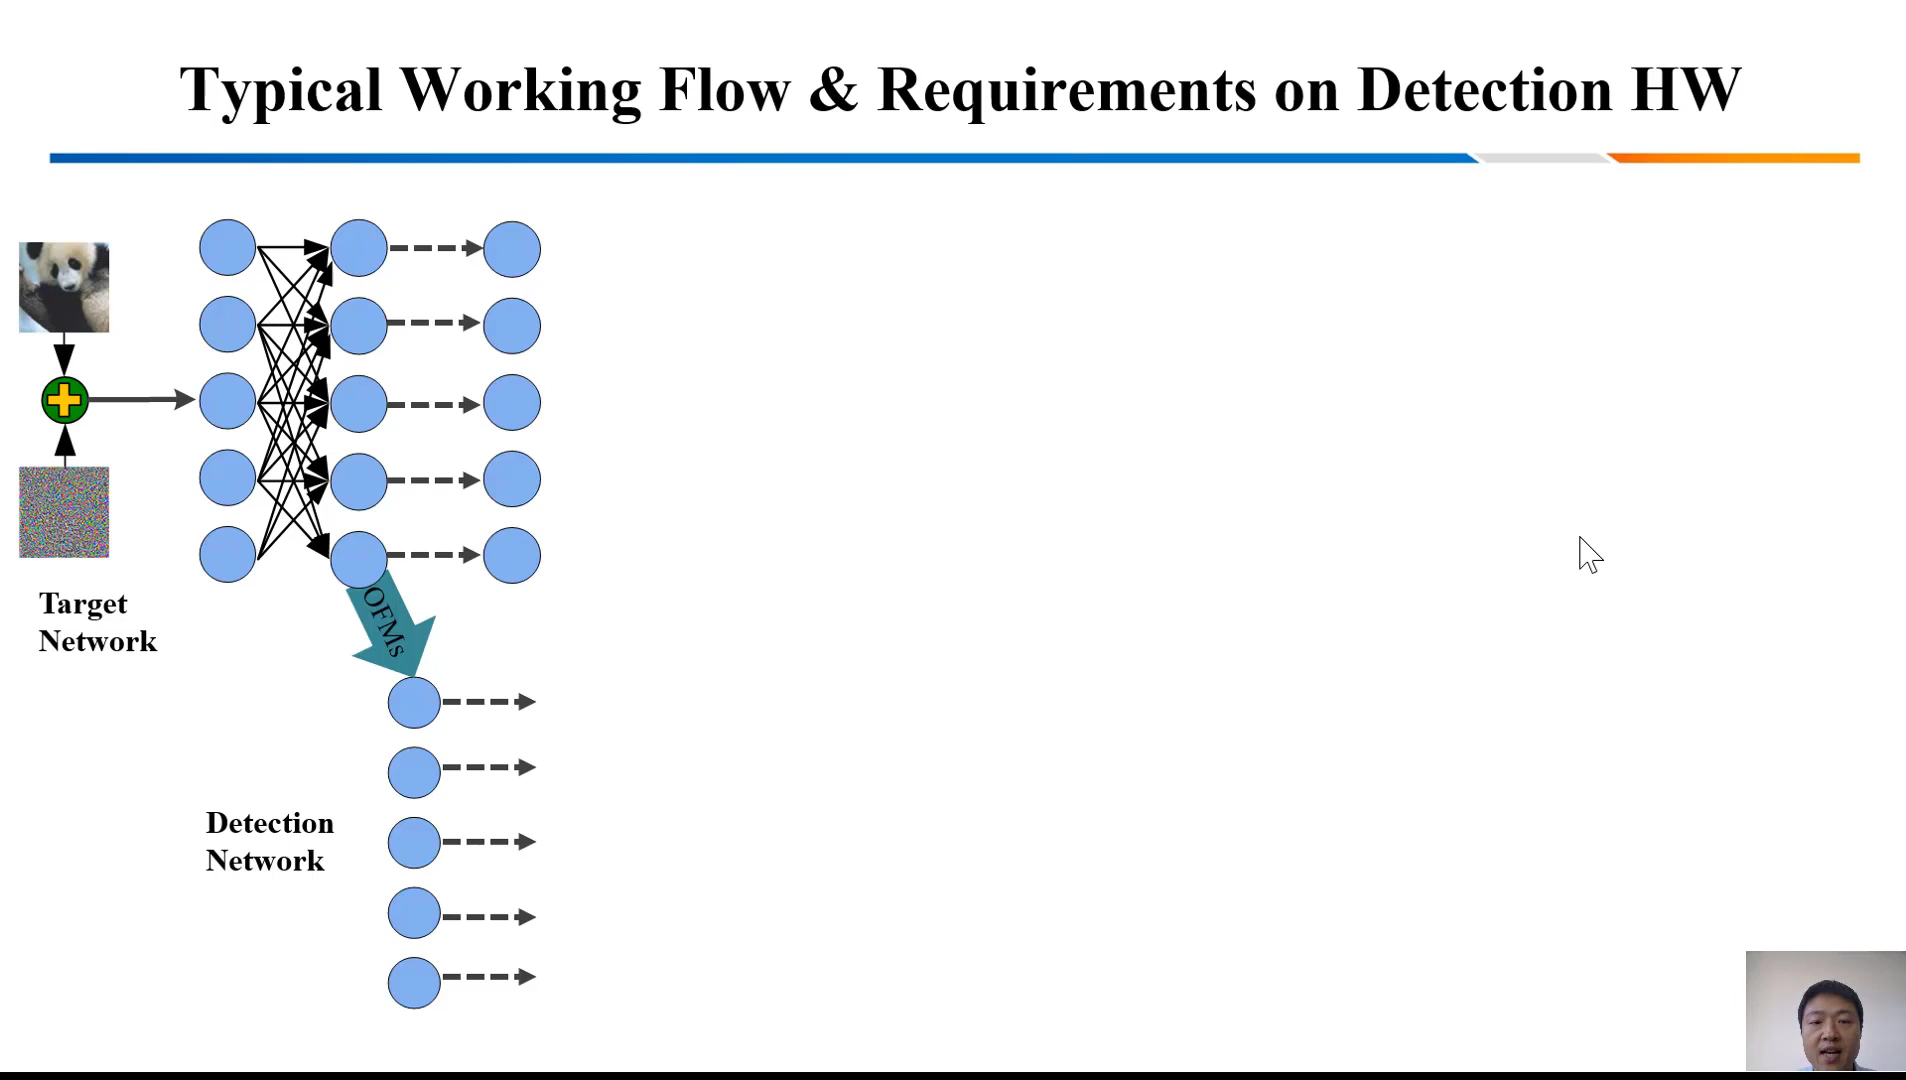 Typical Working Flow & Requirements on Detection HW
Target
Network
OFMs
Detection
Network